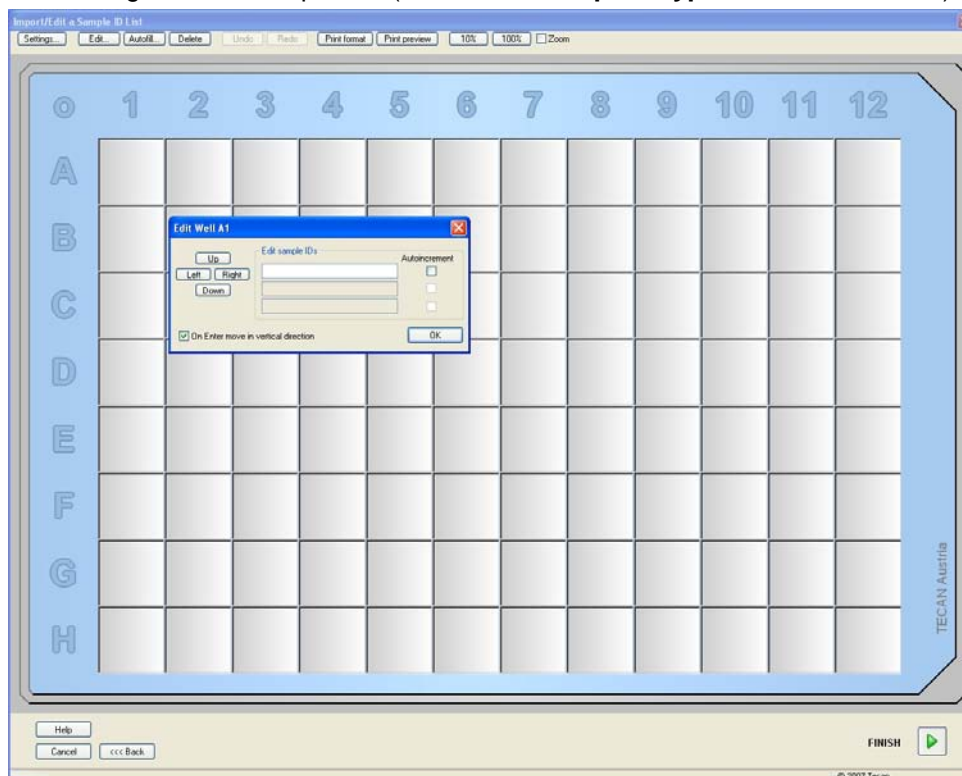 Import/Edit a Sample ID List
Settings... Edit... Autofill... Delete Undo Redo Print format Print preview 10% 100% Zoom
o 1 2 3 4 5 6 7 8 9 10 11 12
A
B
C
D
E
F
G
H
Edit Well A1
Edit sample IDs
Autoincrement
Up
Left Right
Down
On Enter move in vertical direction
OK
TECAN Austria
Help
Cancel <<< Back
FINISH
© 2007 Tecan